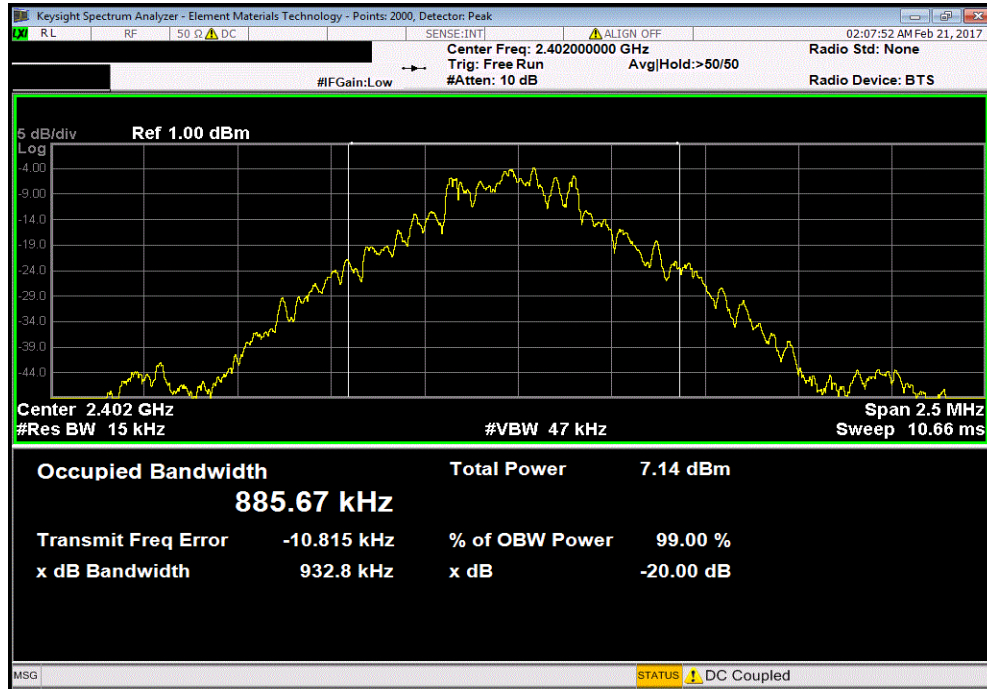 Keysight Spectrum Analyzer - Element Materials Technology - Points: 2000, Detector: Peak
LXI RL RF 50 Ω DC SENSE:INT ALIGN OFF 02:07:52 AM Feb 21, 2017
Center Freq: 2.402000000 GHz Radio Std: None
Trig: Free Run Avg|Hold:>50/50
#IFGain:Low #Atten: 10 dB Radio Device: BTS
5 dB/div Ref 1.00 dBm
Log
-4.00
-9.00
-14.0
-19.0
-24.0
-29.0
-34.0
-39.0
-44.0
Center 2.402 GHz Span 2.5 MHz
#Res BW 15 kHz #VBW 47 kHz Sweep 10.66 ms
Occupied Bandwidth Total Power 7.14 dBm
885.67 kHz
Transmit Freq Error -10.815 kHz % of OBW Power 99.00 %
x dB Bandwidth 932.8 kHz x dB -20.00 dB
MSG STATUS DC Coupled